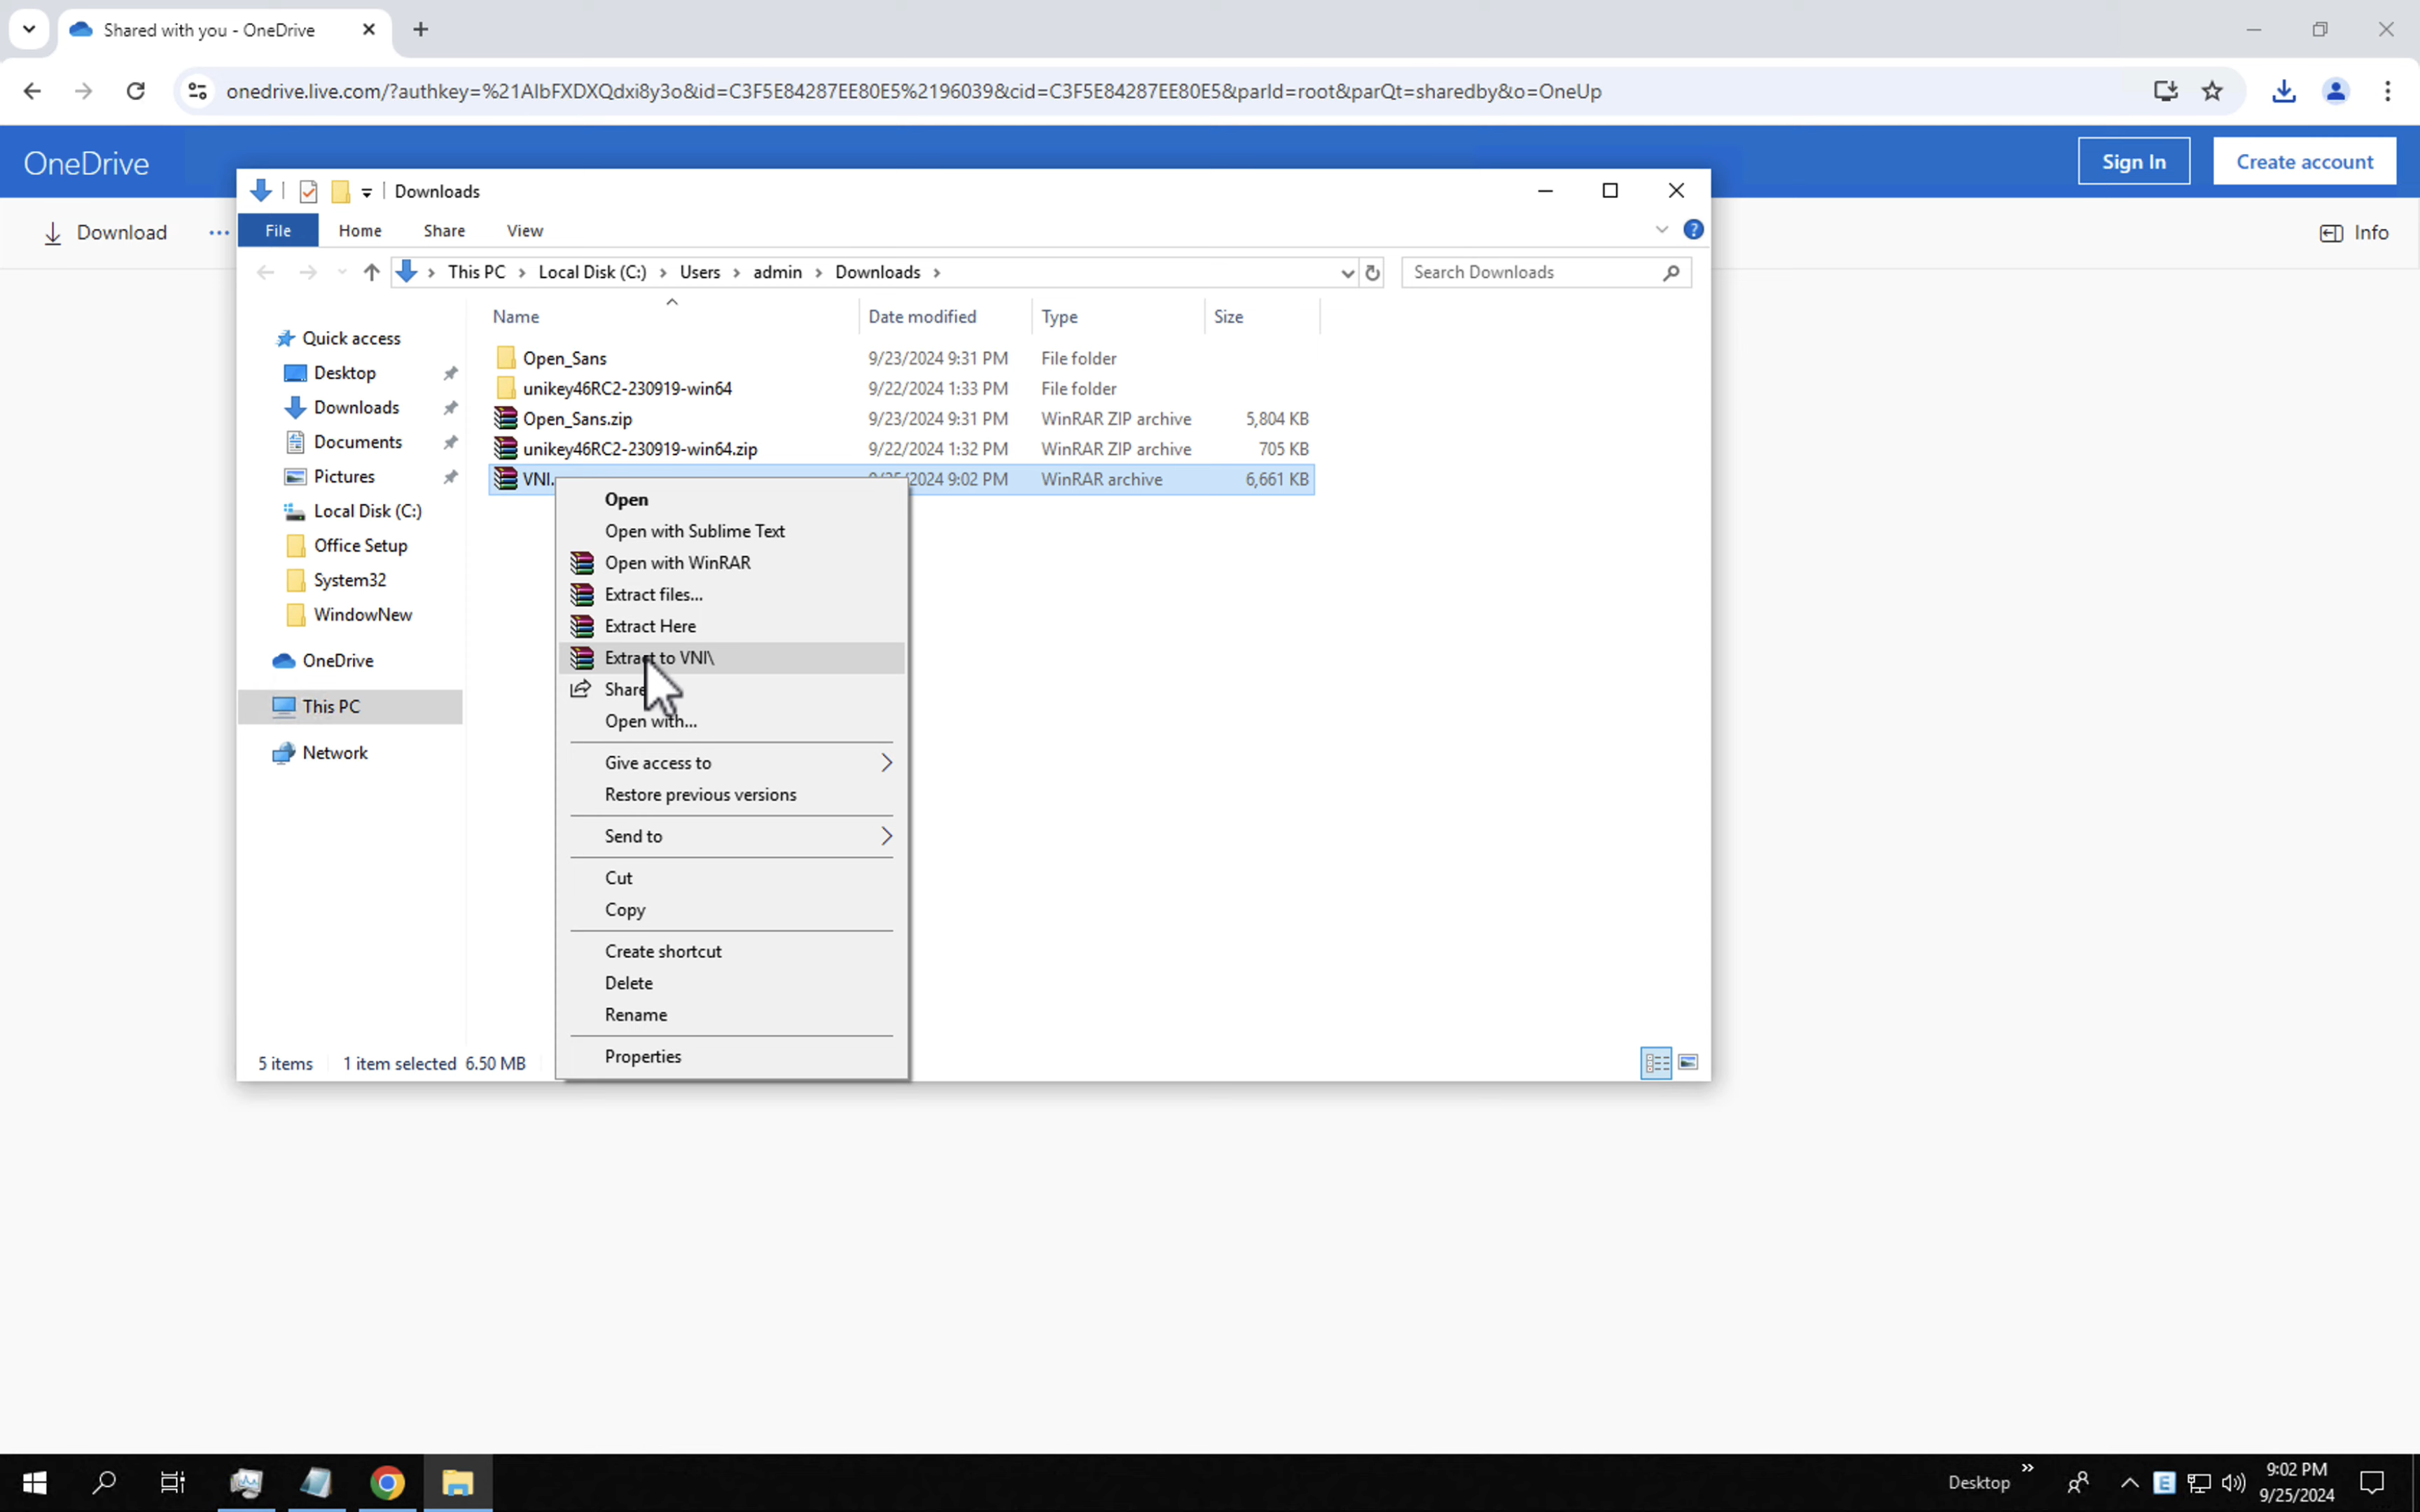 Shared with you - OneDrive
onedrive.live.com/?authkey=%21AIbFXDXQdxi8y3o&id=C3F5E84287EE80E5%2196039&cid=C3F5E84287EE80E5&parId=root&parQt=sharedby&o=OneUp
OneDrive
Sign In
Create account
Download
Info
Downloads
File Home Share View
This PC Local Disk (C:) Users admin Downloads
Search Downloads
Name Date modified Type Size
Quick access
Desktop
Downloads
Documents
Pictures
Local Disk (C:)
Office Setup
System32
WindowNew
OneDrive
This PC
Network
Open_Sans 9/23/2024 9:31 PM File folder
unikey46RC2-230919-win64 9/22/2024 1:33 PM File folder
Open_Sans.zip 9/23/2024 9:31 PM WinRAR ZIP archive 5,804 KB
unikey46RC2-230919-win64.zip 9/22/2024 1:32 PM WinRAR ZIP archive 705 KB
VNI. 2024 9:02 PM WinRAR archive 6,661 KB
Open
Open with Sublime Text
Open with WinRAR
Extract files...
Extract Here
Extract to VNI\
Share
Open with...
Give access to
Restore previous versions
Send to
Cut
Copy
Create shortcut
Delete
Rename
Properties
5 items 1 item selected 6.50 MB
Desktop
E
9:02 PM
9/25/2024